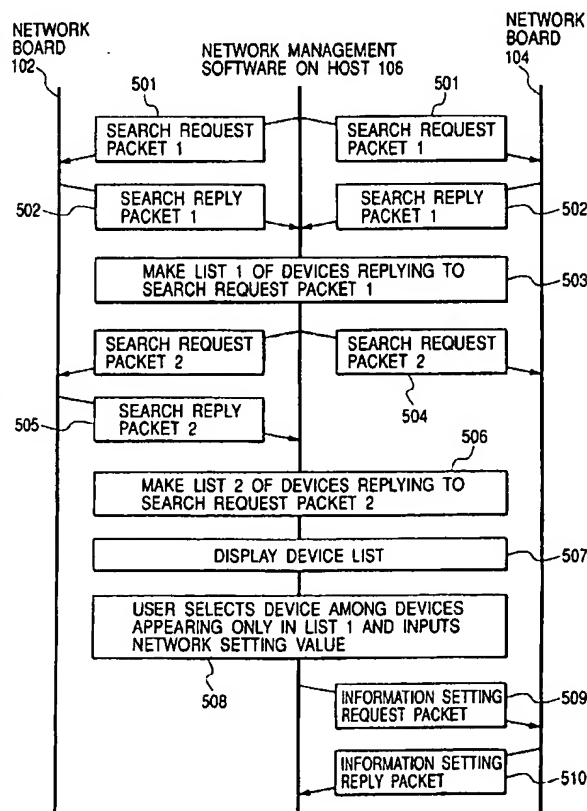 NETWORK
BOARD
102
NETWORK MANAGEMENT
SOFTWARE ON HOST 106
NETWORK
BOARD
104
501
501
SEARCH REQUEST
PACKET 1
SEARCH REQUEST
PACKET 1
502
SEARCH REPLY
PACKET 1
SEARCH REPLY
PACKET 1
502
MAKE LIST 1 OF DEVICES REPLYING TO
SEARCH REQUEST PACKET 1
503
SEARCH REQUEST
PACKET 2
SEARCH REQUEST
PACKET 2
504
505
SEARCH REPLY
PACKET 2
506
MAKE LIST 2 OF DEVICES REPLYING TO
SEARCH REQUEST PACKET 2
DISPLAY DEVICE LIST
507
USER SELECTS DEVICE AMONG DEVICES
APPEARING ONLY IN LIST 1 AND INPUTS
NETWORK SETTING VALUE
508
INFORMATION SETTING
REQUEST PACKET
509
INFORMATION SETTING
REPLY PACKET
510